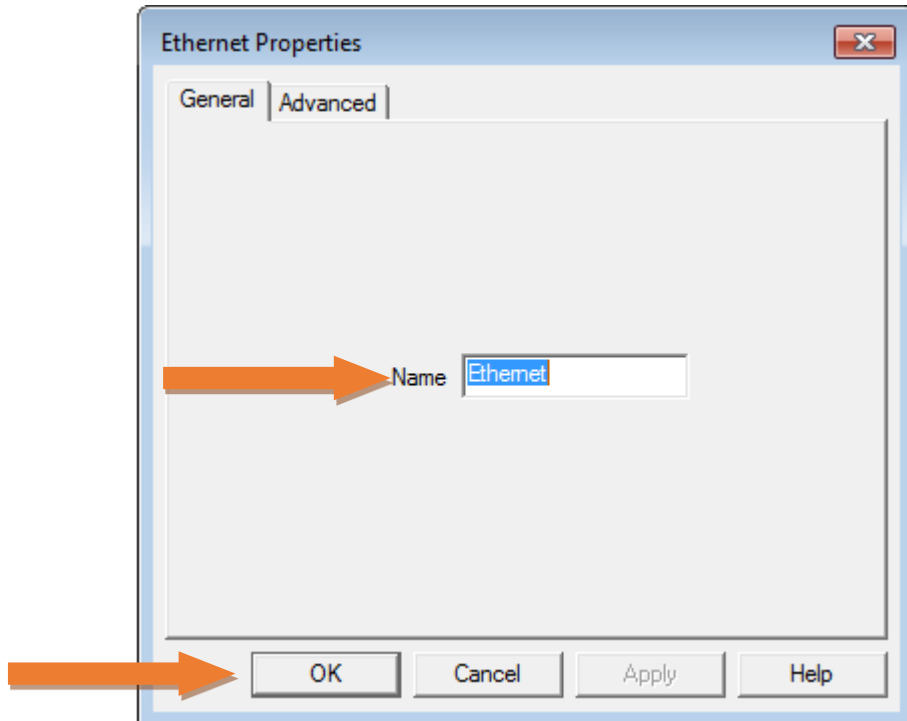 Ethernet Properties
General Advanced
Name Ethernet
OK Cancel Apply Help